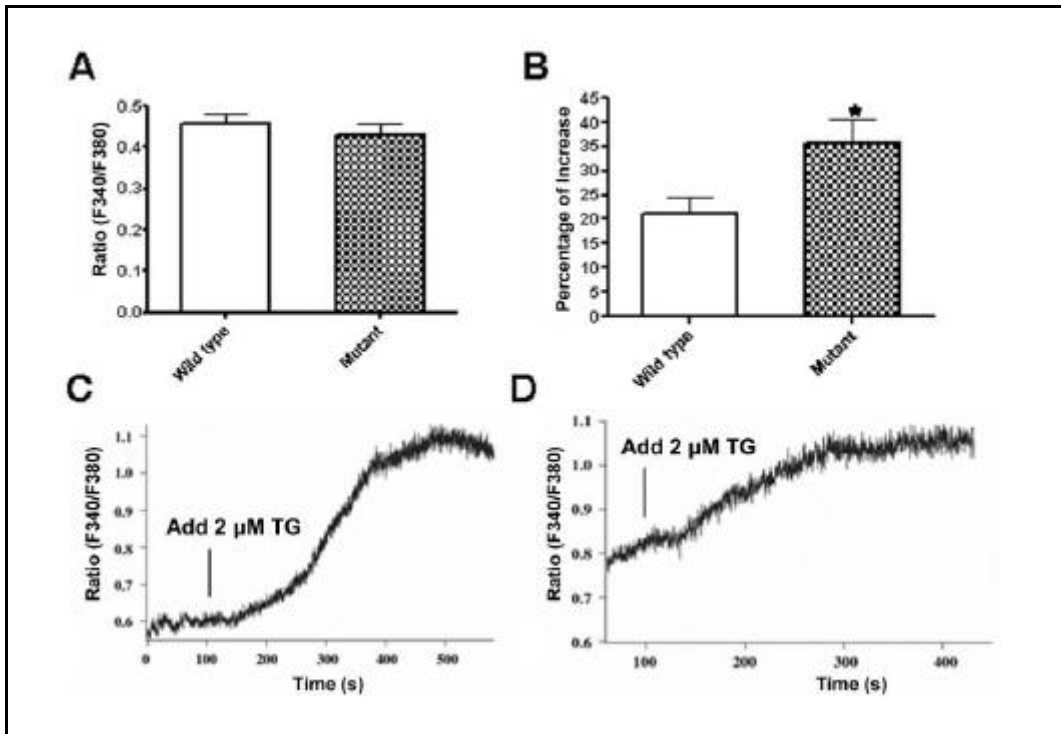 A
Ratio (F340/F380)
0.5
0.4
0.3
0.2
0.1
0.0
Wild type
Mutant
B
Percentage of Increase
45
40
35
30
25
20
15
10
5
0
Wild type
Mutant
C
Ratio (F340/F380)
1.1
1.0
0.9
0.8
0.7
0.6
Add 2 µM TG
0
100
200
300
400
500
Time (s)
D
Ratio (F340/F380)
1.1
1.0
0.9
0.8
0.7
0.6
Add 2 µM TG
100
200
300
400
Time (s)